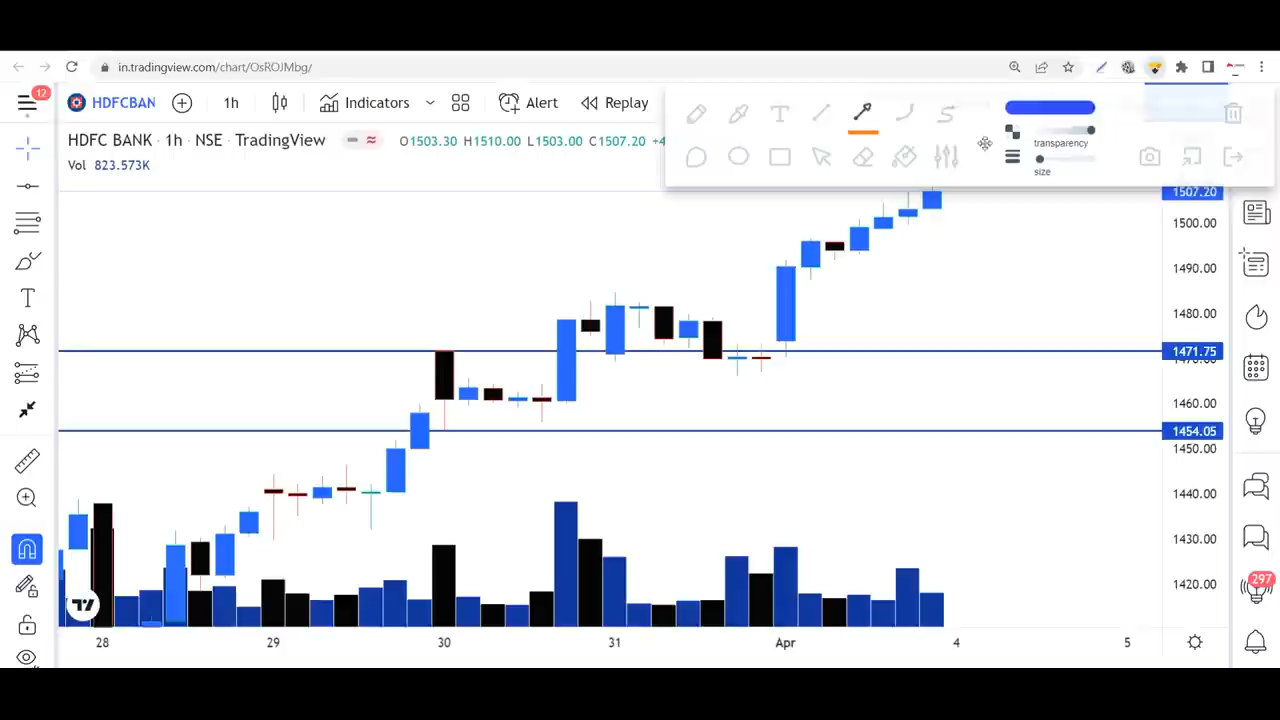 in.tradingview.com/chart/OsROJMbg/
12
HDFCBAN
1h
Indicators
Alert
Replay
HDFC BANK · 1h · NSE · TradingView
O1503.30 H1510.00 L1503.00 C1507.20 +4
Vol 823.573K
transparency
size
1507.20
1500.00
1490.00
1480.00
1471.75
1460.00
1454.05
1450.00
1440.00
1430.00
1420.00
297
28 29 30 31 Apr 4 5